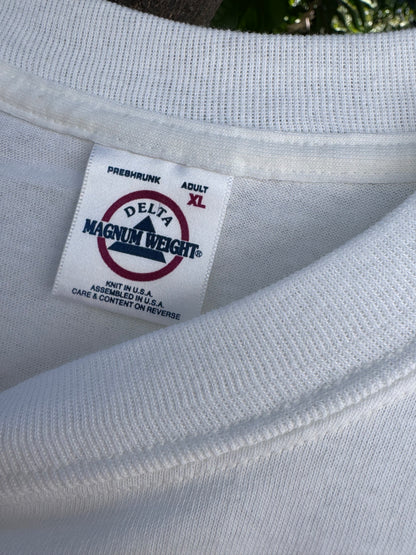 PRESHRUNK ADULT
XL
DELTA
MAGNUM WEIGHT®
KNIT IN U.S.A.
ASSEMBLED IN U.S.A.
CARE & CONTENT ON REVERSE